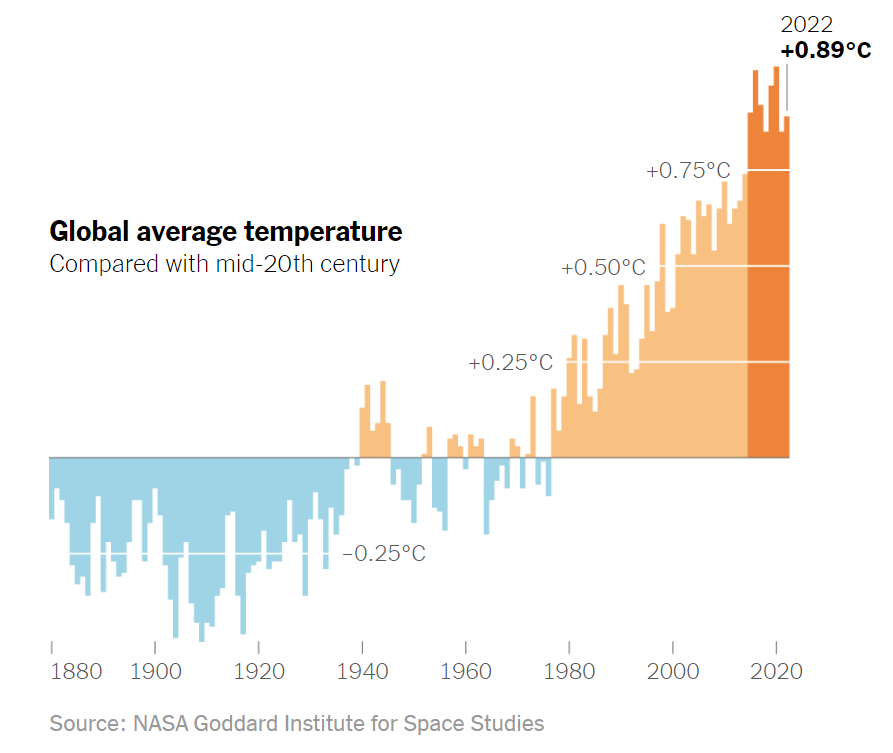 2022
+0.89°C
+0.75°C
Global average temperature
Compared with mid-20th century
+0.50°C
+0.25°C
−0.25°C
1880 1900 1920 1940 1960 1980 2000 2020
Source: NASA Goddard Institute for Space Studies